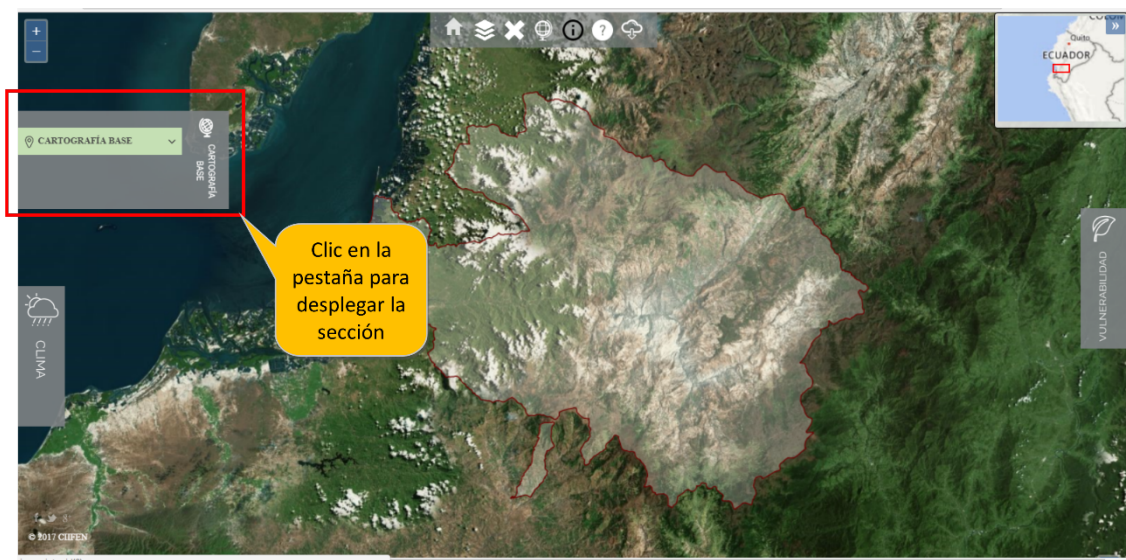 +
−
?
»
Quito
ECUADOR
CARTOGRAFÍA BASE
CARTOGRAFÍA
BASE
Clic en la
pestaña para
desplegar la
sección
CLIMA
VULNERABILIDAD
© 2017 CIIFEN